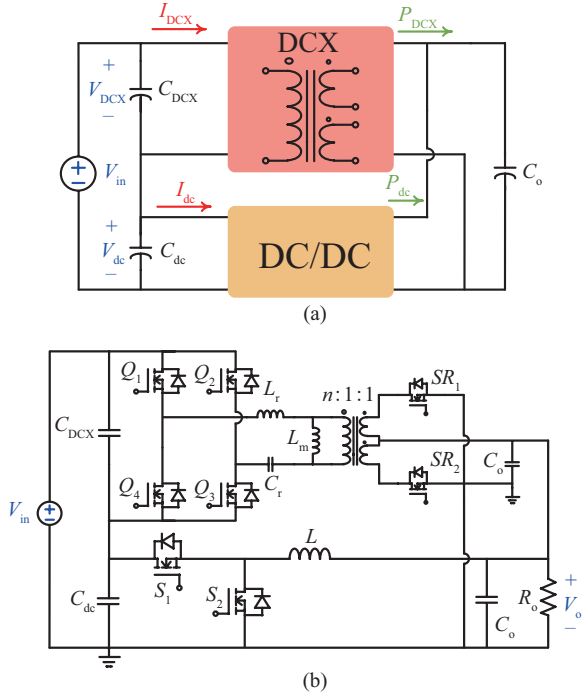 I_DCX
P_DCX
DCX
+
V_DCX
−
C_DCX
V_in
I_dc
P_dc
C_o
+
V_dc
−
C_dc
DC/DC
(a)
Q_1
Q_2
L_r
n:1:1
SR_1
C_DCX
L_m
Q_4
Q_3
C_r
SR_2
C_o
V_in
L
C_dc
S_1
S_2
C_o
R_o
+
V_o
−
(b)